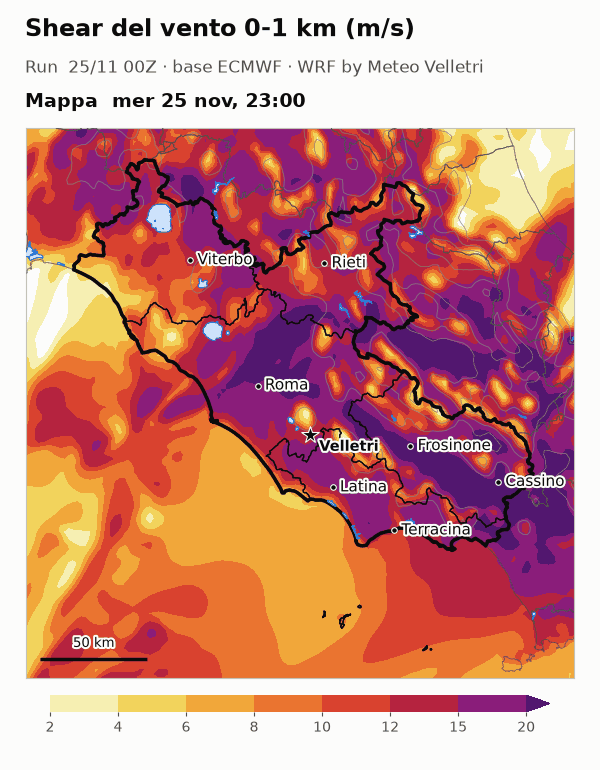 Shear del vento 0-1 km (m/s)
Run  25/11 00Z · base ECMWF · WRF by Meteo Velletri
Mappa  mer 25 nov, 23:00
Viterbo
Rieti
Roma
Velletri
Frosinone
Cassino
Latina
Terracina
50 km
2 4 6 8 10 12 15 20